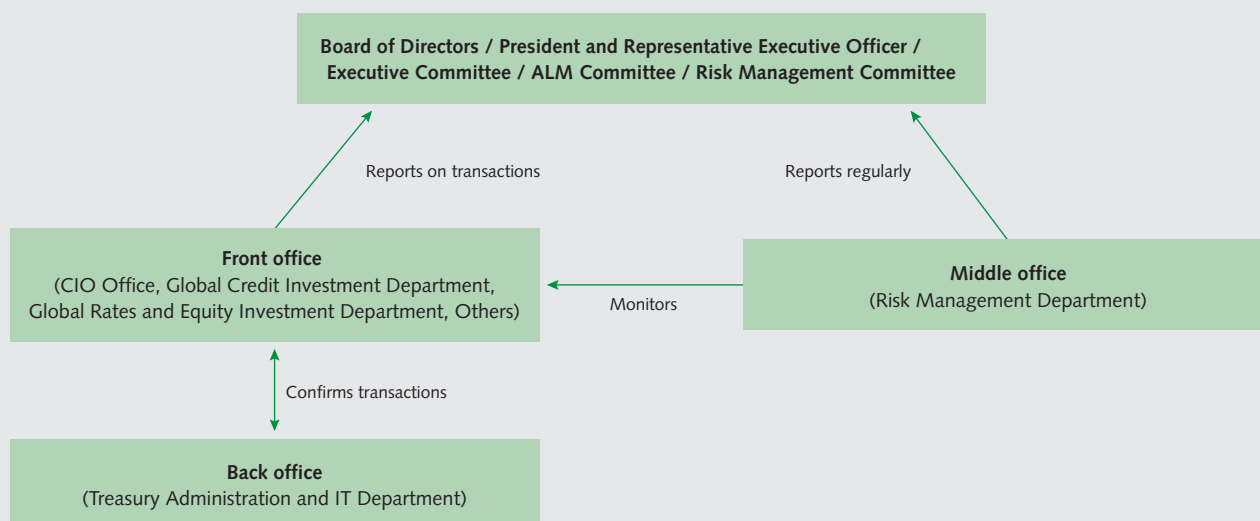 Board of Directors / President and Representative Executive Officer /
Executive Committee / ALM Committee / Risk Management Committee
Reports on transactions
Reports regularly
Front office
(CIO Office, Global Credit Investment Department,
Global Rates and Equity Investment Department, Others)
Monitors
Middle office
(Risk Management Department)
Confirms transactions
Back office
(Treasury Administration and IT Department)